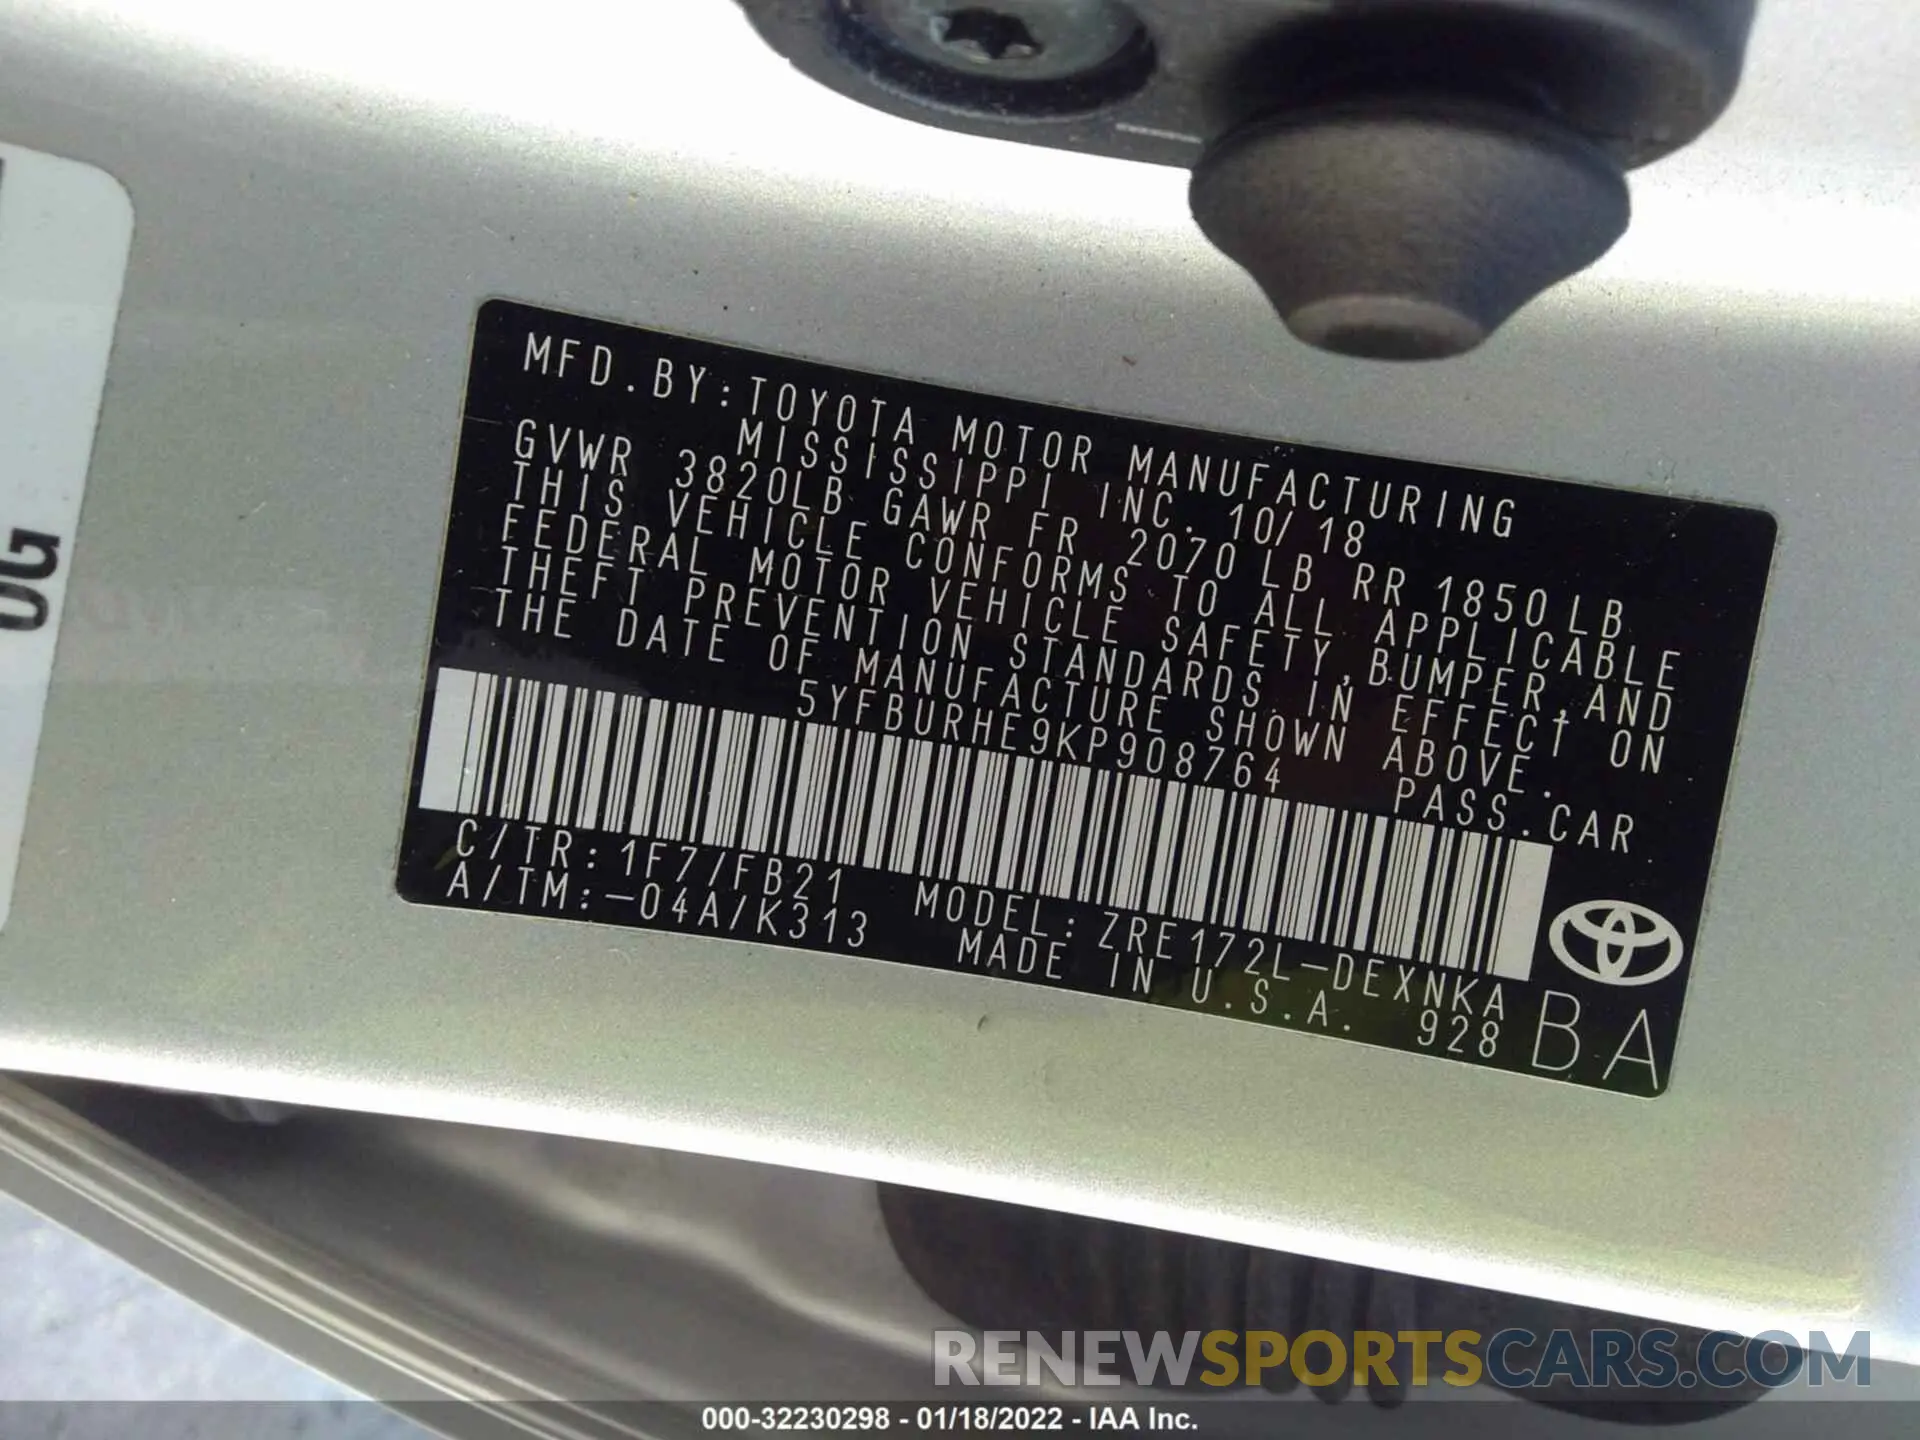 MFD.BY:TOYOTA MOTOR MANUFACTURING
MISSISSIPPI INC. 10/18
GVWR 3820LB GAWR FR 2070LB RR 1850LB
THIS VEHICLE CONFORMS TO ALL APPLICABLE
FEDERAL MOTOR VEHICLE SAFETY,BUMPER,AND
THEFT PREVENTION STANDARDS IN EFFECT ON
THE DATE OF MANUFACTURE SHOWN ABOVE.
5YFBURHE9KP908764 PASS.CAR
C/TR:1F7/FB21 MODEL:ZRE172L-DEXNKA
A/TM:-04A/K313 MADE IN U.S.A. 928
BA
RENEWSPORTSCARS.COM
000-32230298 - 01/18/2022 - IAA Inc.